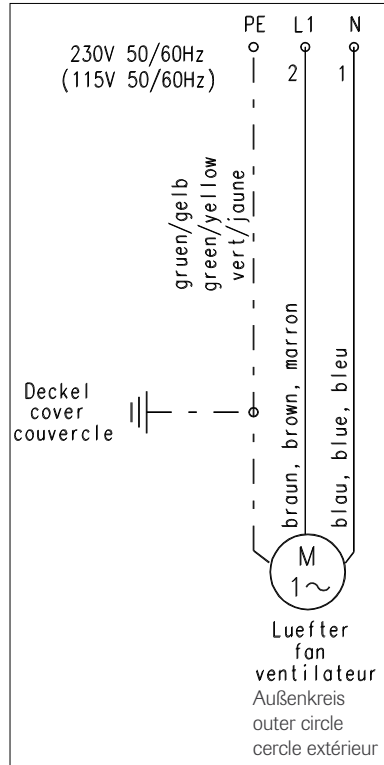 PE L1 N
230V 50/60Hz
(115V 50/60Hz)
2 1
gruen/gelb
green/yellow
vert/jaune
braun, brown, marron
blau, blue, bleu
Deckel
cover
couvercle
M
1~
Luefter
fan
ventilateur
Außenkreis
outer circle
cercle extérieur